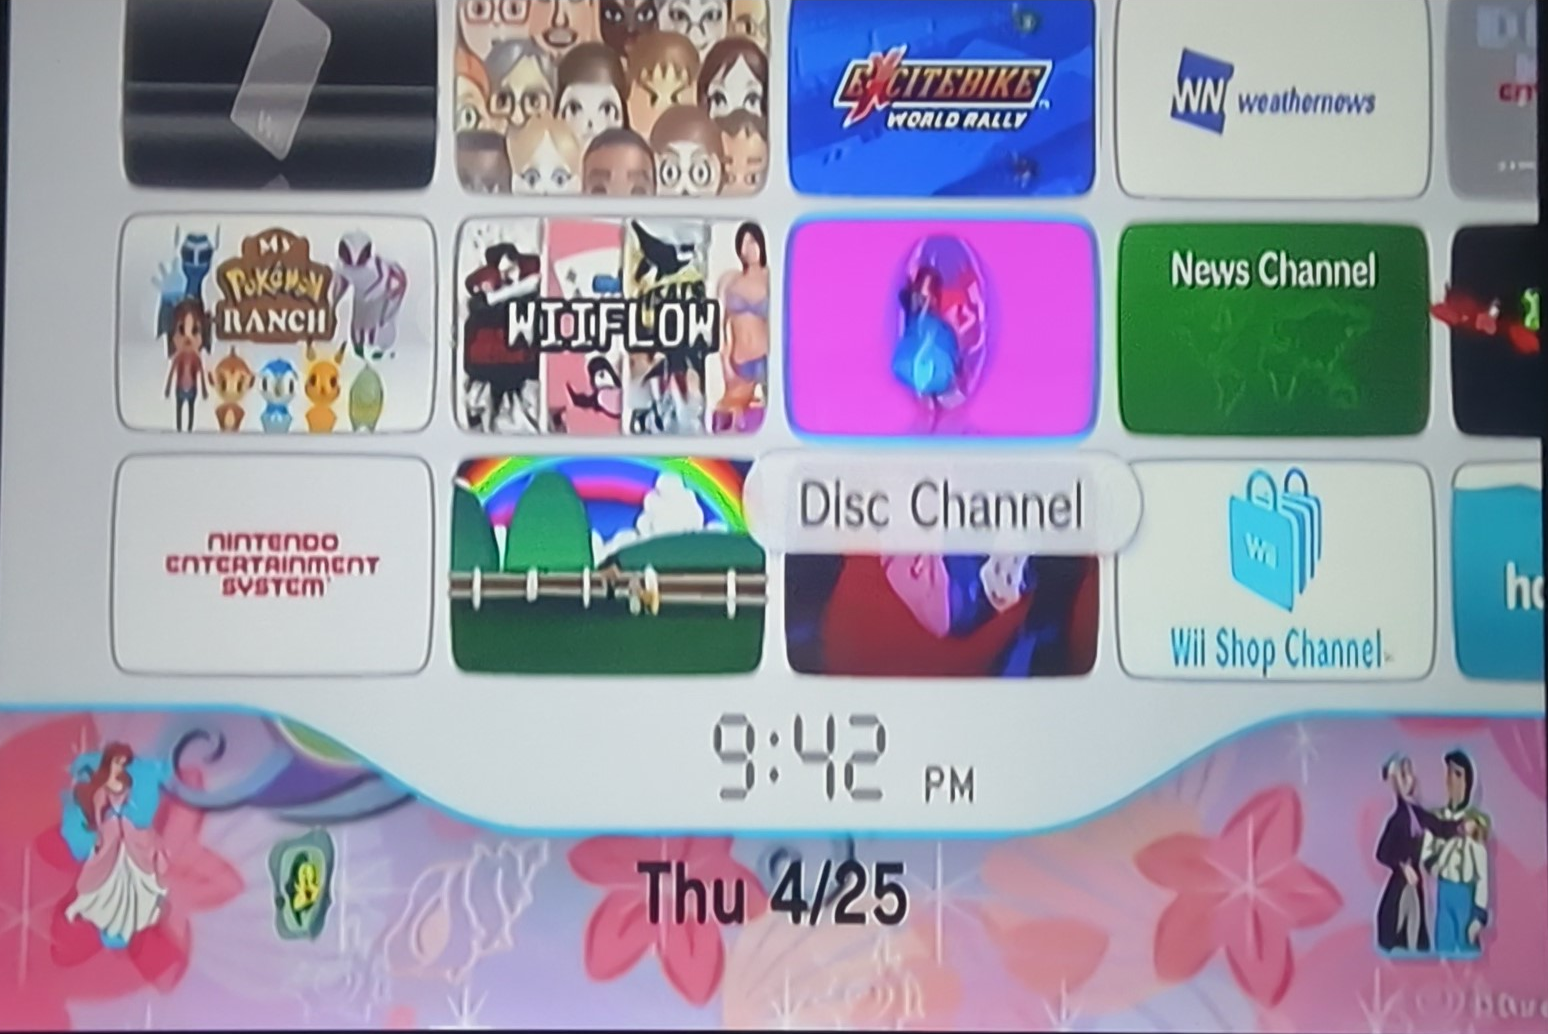 Wii
EXCITEBIKE
WORLD RALLY
WN weathernews
MY
Pokémon
RANCH
WIIFLOW
News Channel
NINTENDO
ENTERTAINMENT
SYSTEM
Disc Channel
Wii
Wii Shop Channel
9:42 PM
Thu 4/25